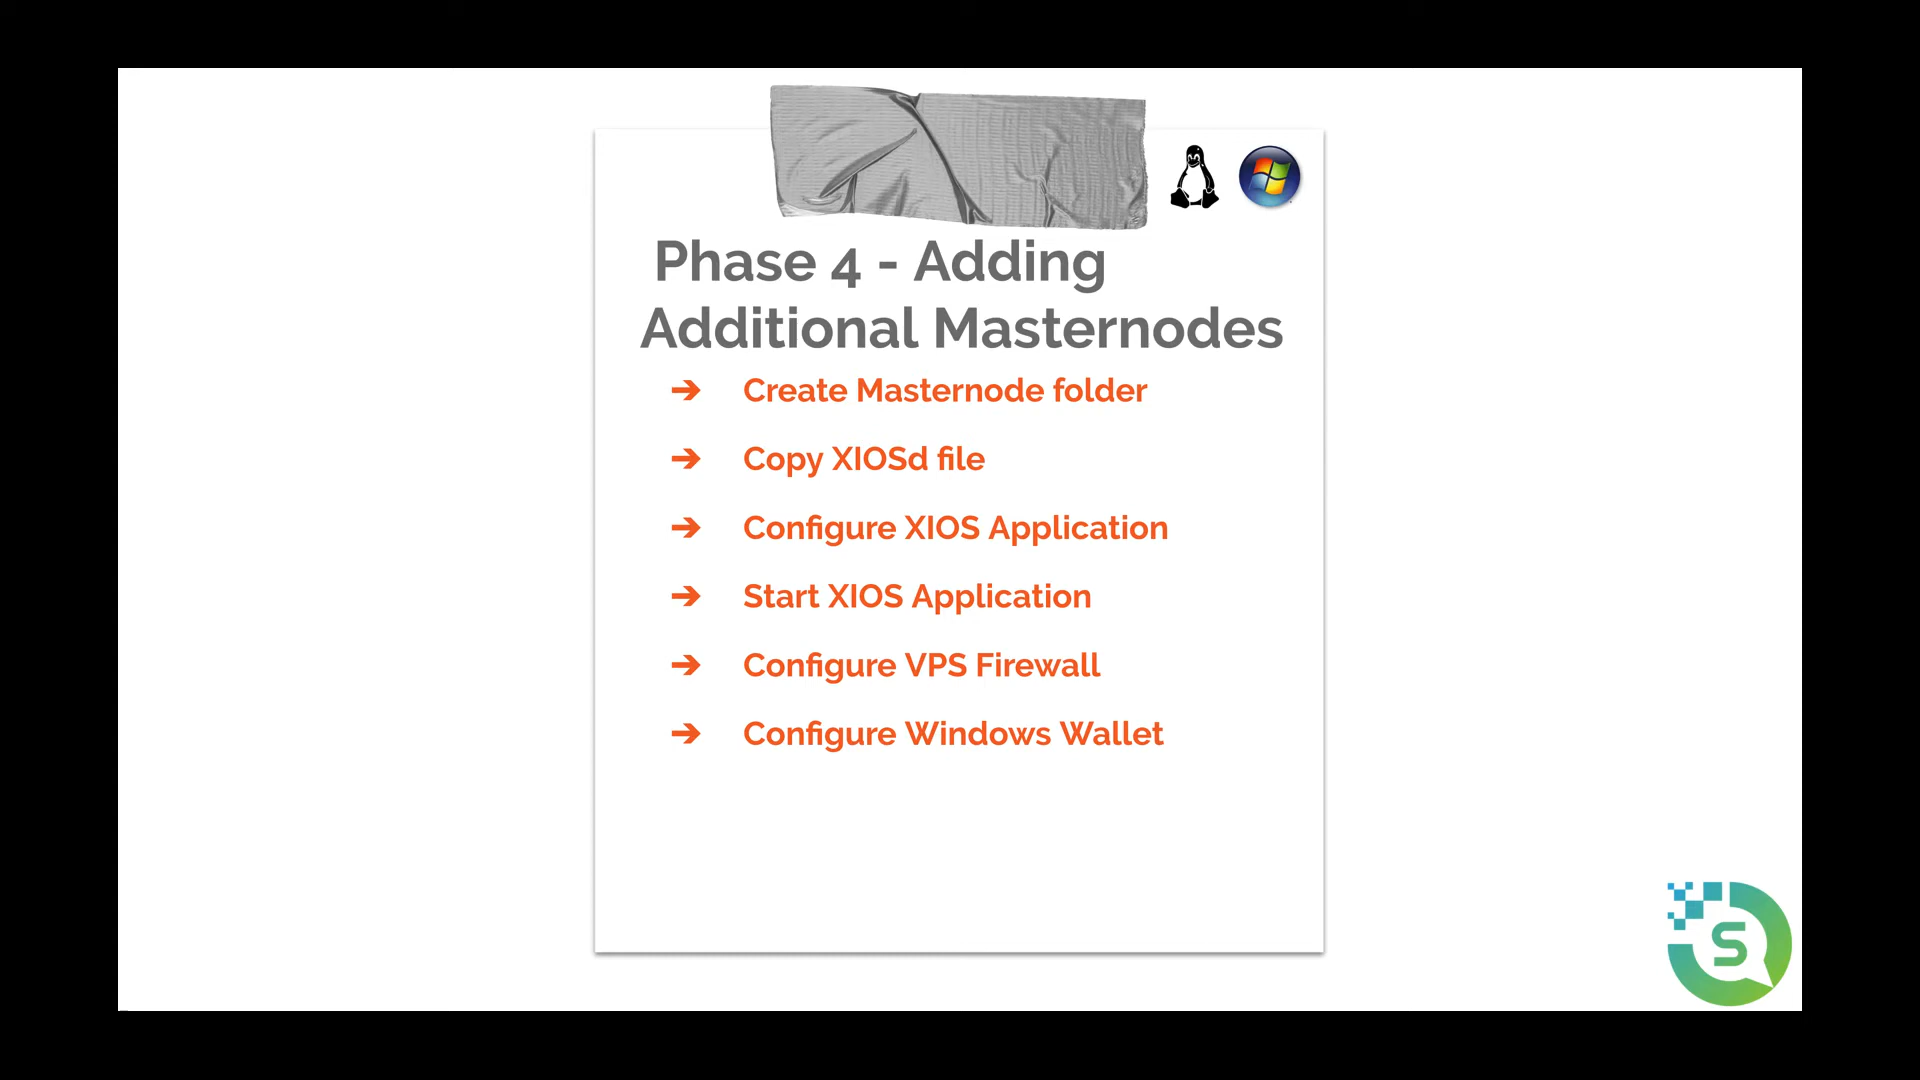 Phase 4 - Adding
Additional Masternodes
➔ Create Masternode folder
➔ Copy XIOSd file
➔ Configure XIOS Application
➔ Start XIOS Application
➔ Configure VPS Firewall
➔ Configure Windows Wallet
S